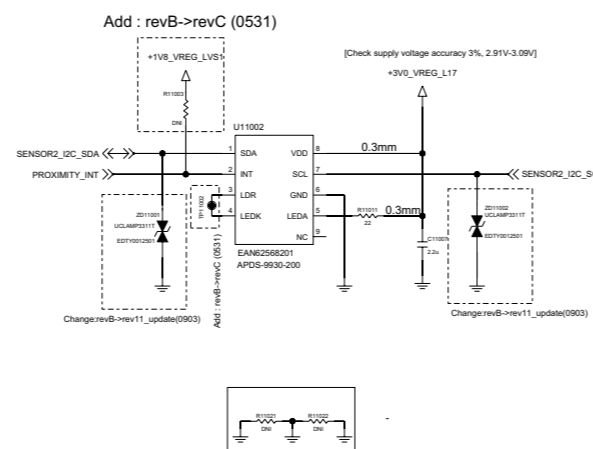 Add : revB->revC (0531)
+1V8_VREG_LVS1
[Check supply voltage accuracy 3%, 2.91V-3.09V]
+3V0_VREG_L17
R11003
DNI
U11002
SENSOR2_I2C_SDA
1
SDA
VDD
8
0.3mm
PROXIMITY_INT
2
INT
SCL
7
SENSOR2_I2C_S
TP11002
3
LDR
GND
6
4
LEDK
LEDA
5
R11011
22
0.3mm
NC
9
ZD11001
UCLAMP3311T
EDTY0012501
Add : revB->revC (0531)
EAN62568201
APDS-9930-200
C11007
2.2u
ZD11002
UCLAMP3311T
EDTY0012501
Change:revB->rev11_update(0903)
Change:revB->rev11_update(0903)
R11021
DNI
R11022
DNI
-